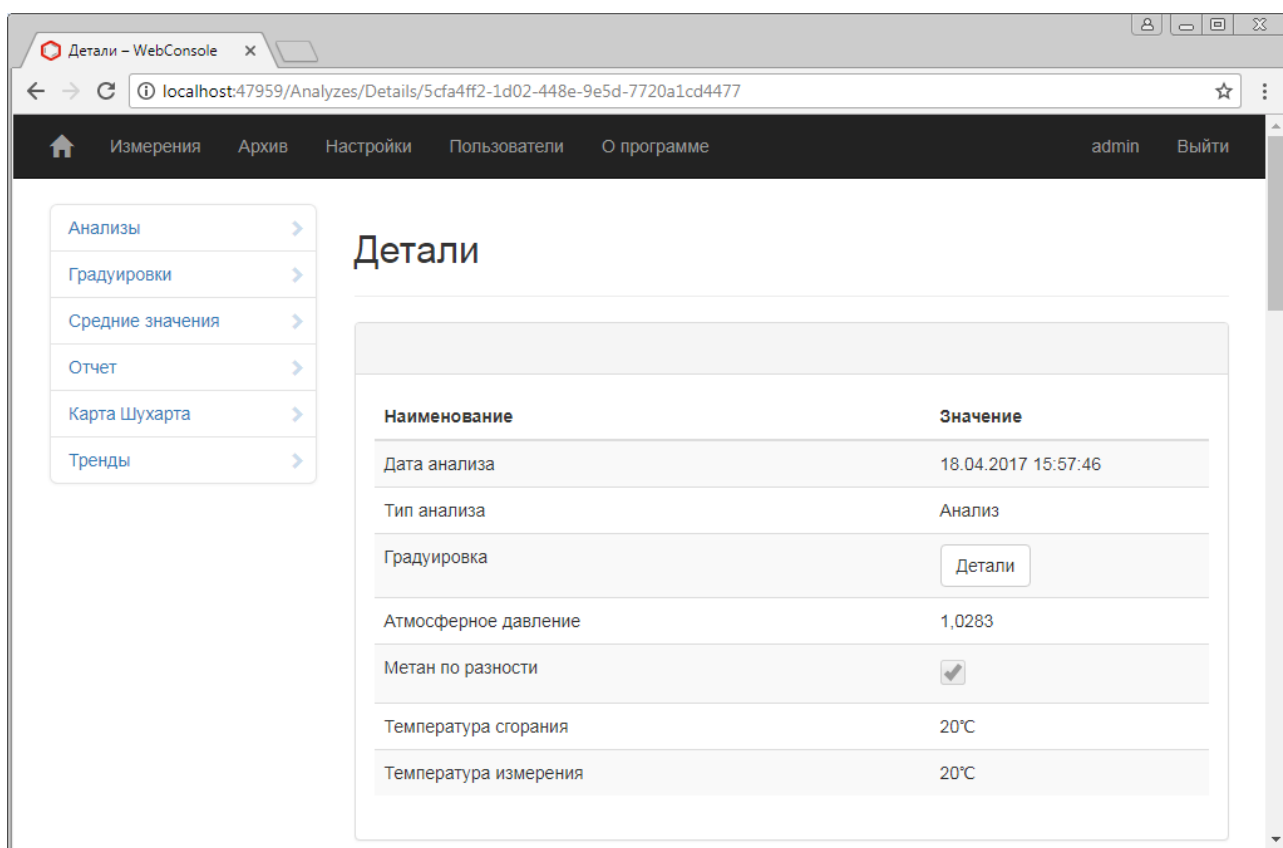 Детали – WebConsole
localhost:47959/Analyzes/Details/5cfa4ff2-1d02-448e-9e5d-7720a1cd4477
Измерения Архив Настройки Пользователи О программе admin Выйти
Анализы
Градуировки
Средние значения
Отчет
Карта Шухарта
Тренды
Детали
Наименование Значение
Дата анализа 18.04.2017 15:57:46
Тип анализа Анализ
Градуировка Детали
Атмосферное давление 1,0283
Метан по разности
Температура сгорания 20℃
Температура измерения 20℃